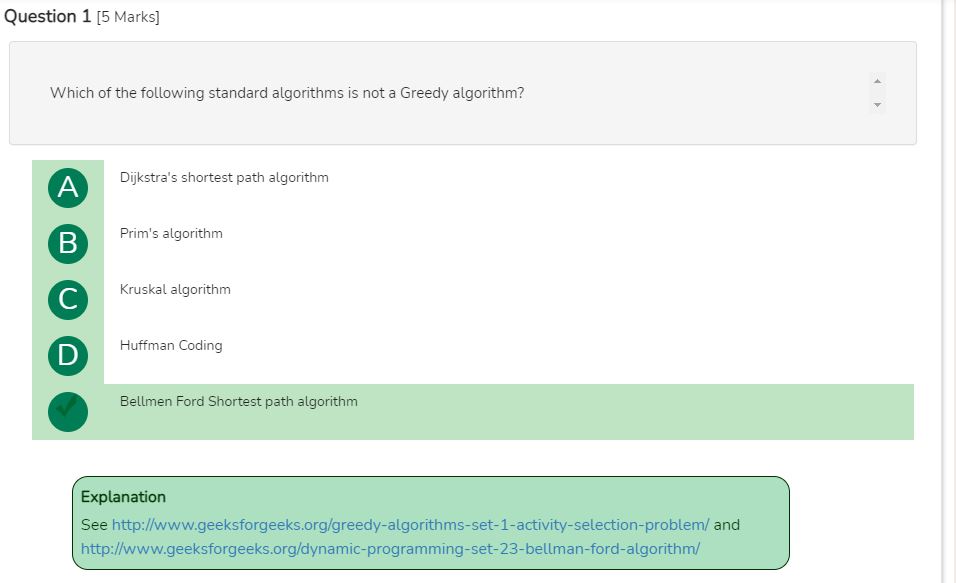 Question 1 [5 Marks]
Which of the following standard algorithms is not a Greedy algorithm?
A Dijkstra's shortest path algorithm
B Prim's algorithm
C Kruskal algorithm
D Huffman Coding
Bellmen Ford Shortest path algorithm
Explanation
See http://www.geeksforgeeks.org/greedy-algorithms-set-1-activity-selection-problem/ and
http://www.geeksforgeeks.org/dynamic-programming-set-23-bellman-ford-algorithm/